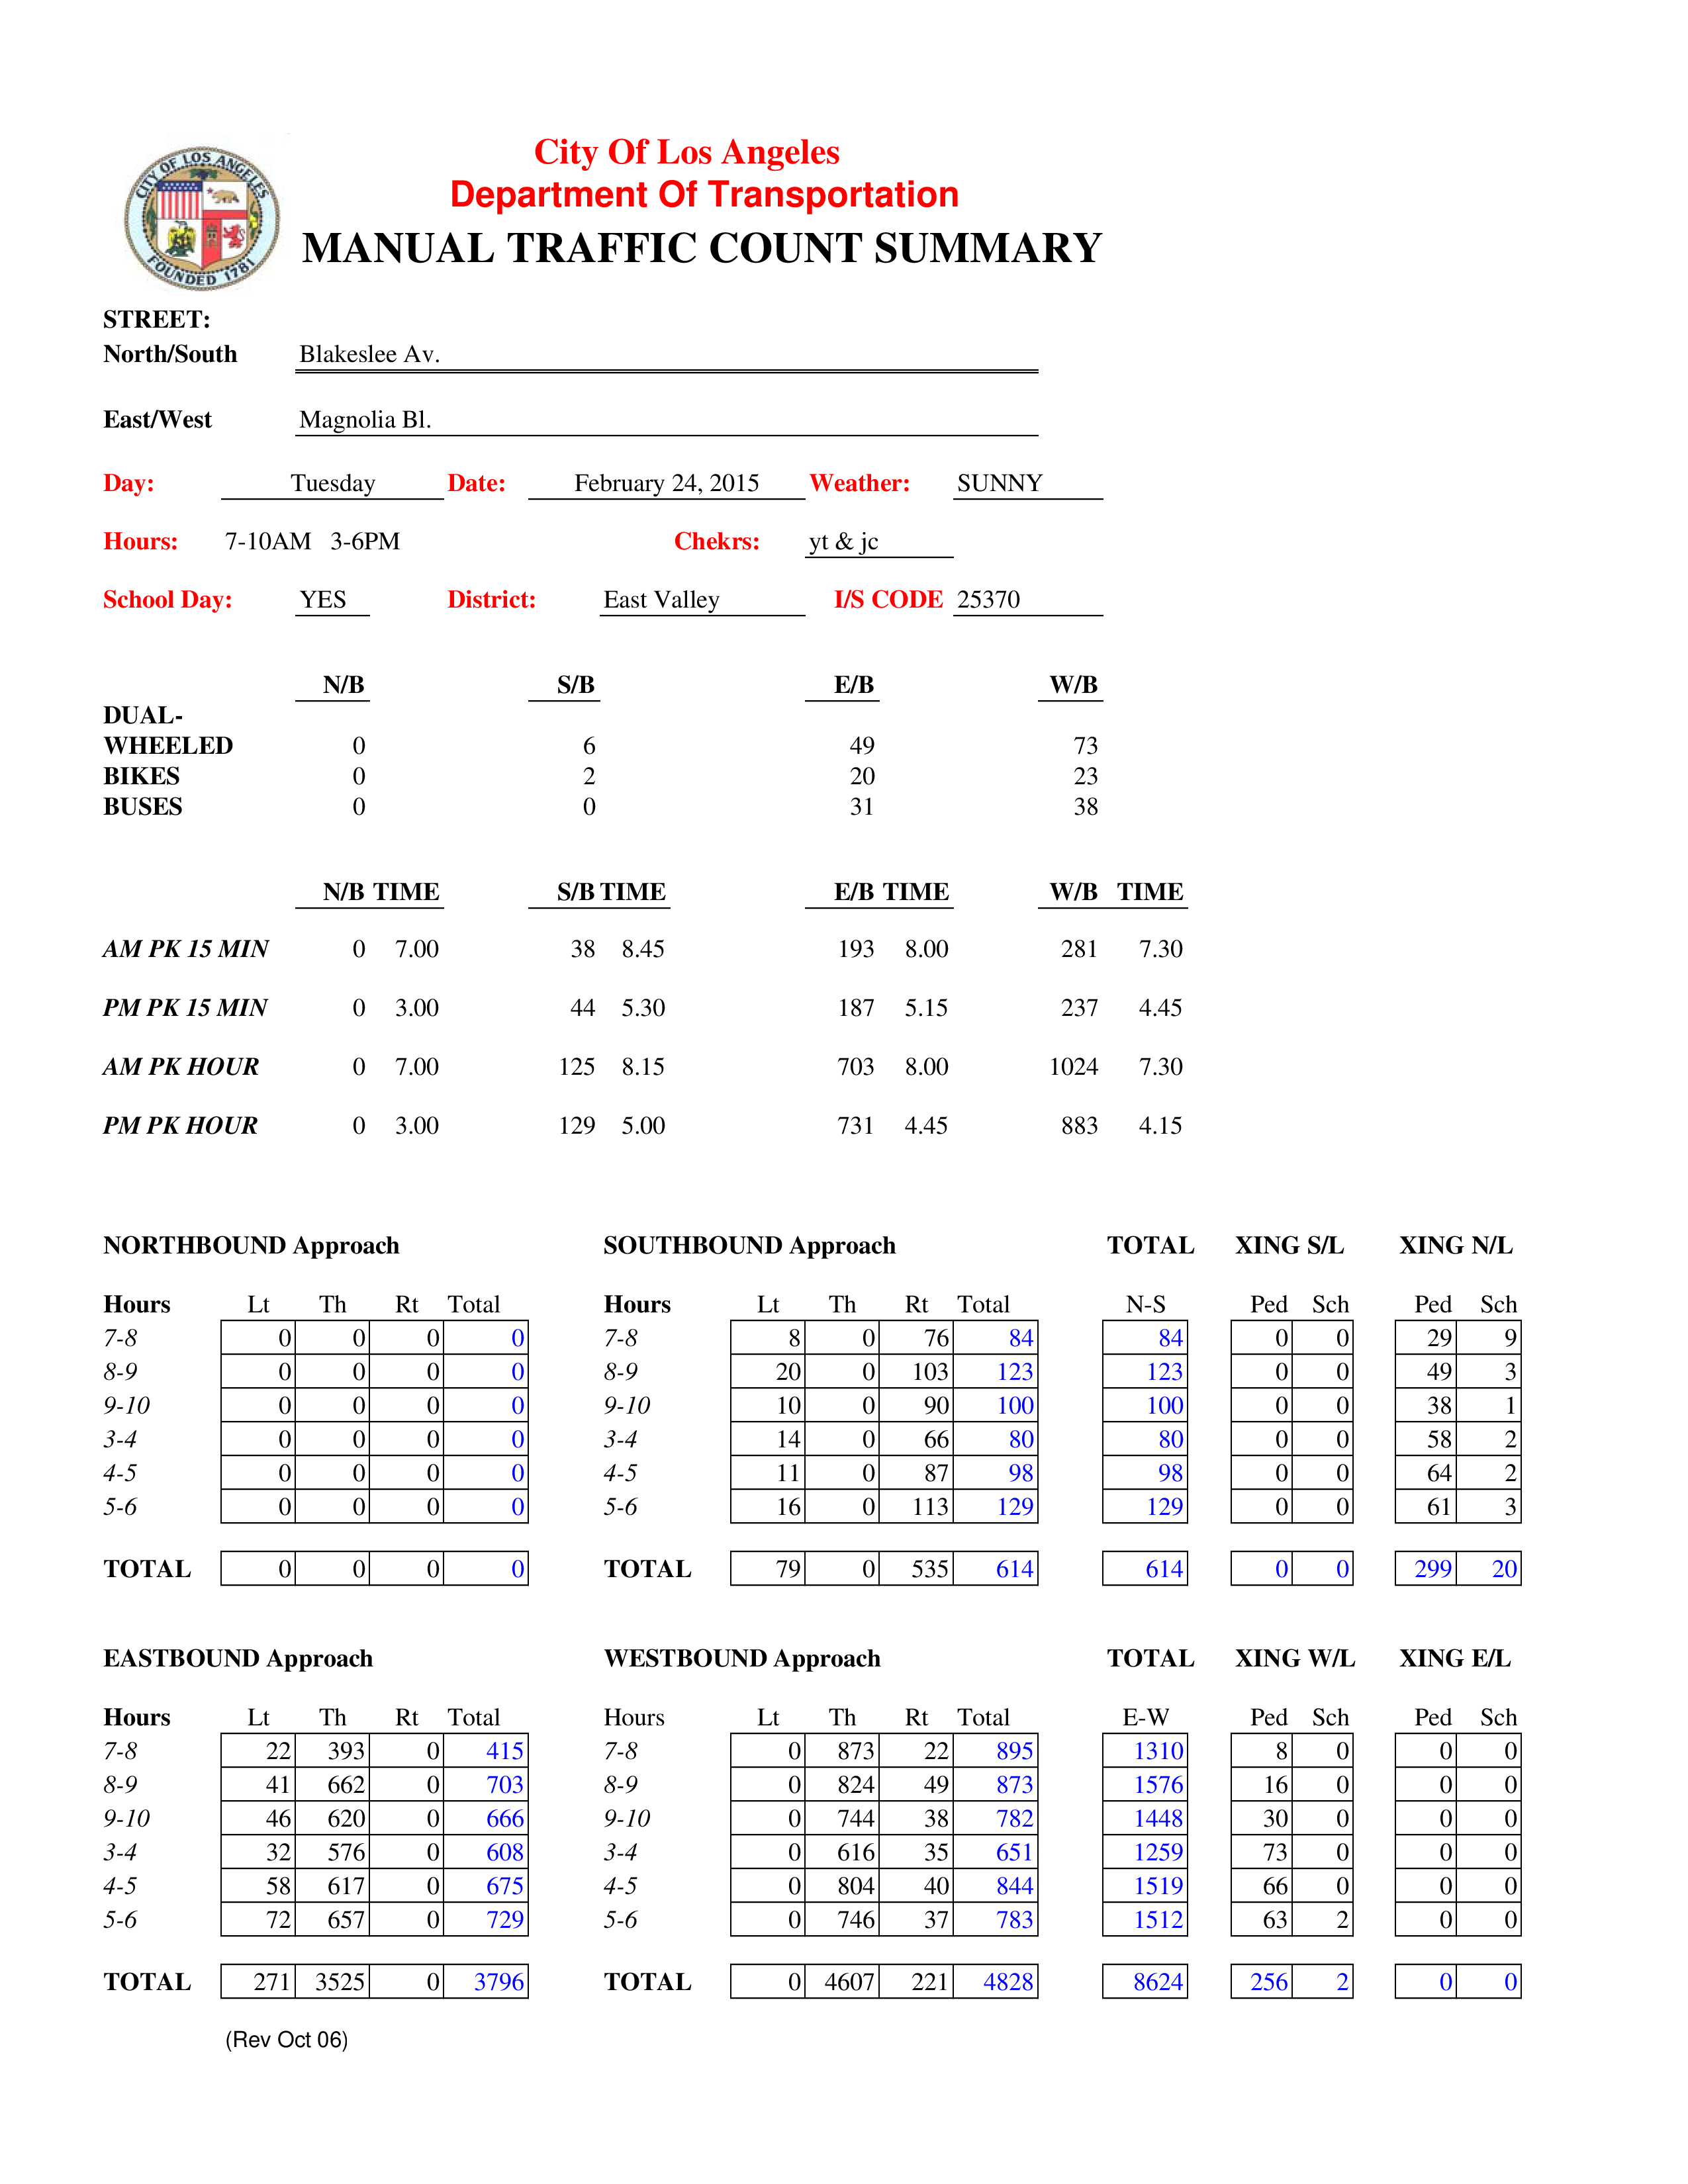 CITY OF LOS ANGELES
FOUNDED 1781
City Of Los Angeles
Department Of Transportation
MANUAL TRAFFIC COUNT SUMMARY
STREET:
North/South Blakeslee Av.
East/West Magnolia Bl.
Day: Tuesday Date: February 24, 2015 Weather: SUNNY
Hours: 7-10AM 3-6PM Chekrs: yt & jc
School Day: YES District: East Valley I/S CODE 25370
N/B S/B E/B W/B
DUAL-
WHEELED 0 6 49 73
BIKES 0 2 20 23
BUSES 0 0 31 38
N/B TIME S/B TIME E/B TIME W/B TIME
AM PK 15 MIN 0 7.00 38 8.45 193 8.00 281 7.30
PM PK 15 MIN 0 3.00 44 5.30 187 5.15 237 4.45
AM PK HOUR 0 7.00 125 8.15 703 8.00 1024 7.30
PM PK HOUR 0 3.00 129 5.00 731 4.45 883 4.15
NORTHBOUND Approach SOUTHBOUND Approach TOTAL XING S/L XING N/L
Hours Lt Th Rt Total Hours Lt Th Rt Total N-S Ped Sch Ped Sch
7-8 0 0 0 0 7-8 8 0 76 84 84 0 0 29 9
8-9 0 0 0 0 8-9 20 0 103 123 123 0 0 49 3
9-10 0 0 0 0 9-10 10 0 90 100 100 0 0 38 1
3-4 0 0 0 0 3-4 14 0 66 80 80 0 0 58 2
4-5 0 0 0 0 4-5 11 0 87 98 98 0 0 64 2
5-6 0 0 0 0 5-6 16 0 113 129 129 0 0 61 3
TOTAL 0 0 0 0 TOTAL 79 0 535 614 614 0 0 299 20
EASTBOUND Approach WESTBOUND Approach TOTAL XING W/L XING E/L
Hours Lt Th Rt Total Hours Lt Th Rt Total E-W Ped Sch Ped Sch
7-8 22 393 0 415 7-8 0 873 22 895 1310 8 0 0 0
8-9 41 662 0 703 8-9 0 824 49 873 1576 16 0 0 0
9-10 46 620 0 666 9-10 0 744 38 782 1448 30 0 0 0
3-4 32 576 0 608 3-4 0 616 35 651 1259 73 0 0 0
4-5 58 617 0 675 4-5 0 804 40 844 1519 66 0 0 0
5-6 72 657 0 729 5-6 0 746 37 783 1512 63 2 0 0
TOTAL 271 3525 0 3796 TOTAL 0 4607 221 4828 8624 256 2 0 0
(Rev Oct 06)